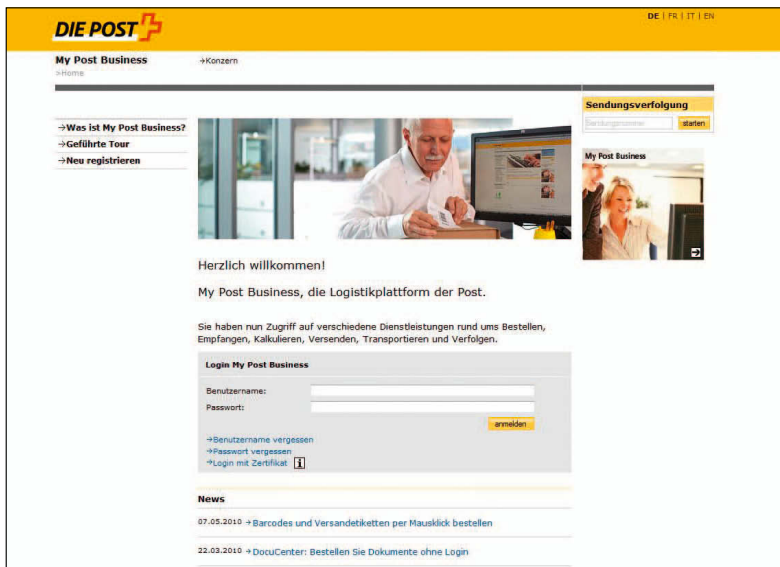 DIE POST
DE | FR | IT | EN
My Post Business
→Konzern
>Home
→Was ist My Post Business?
→Geführte Tour
→Neu registrieren
Sendungsverfolgung
Sendungsnummer
starten
My Post Business
Herzlich willkommen!
My Post Business, die Logistikplattform der Post.
Sie haben nun Zugriff auf verschiedene Dienstleistungen rund ums Bestellen,
Empfangen, Kalkulieren, Versenden, Transportieren und Verfolgen.
Login My Post Business
Benutzername:
Passwort:
anmelden
→Benutzername vergessen
→Passwort vergessen
→Login mit Zertifikat i
News
07.05.2010 →Barcodes und Versandetiketten per Mausklick bestellen
22.03.2010 →DocuCenter: Bestellen Sie Dokumente ohne Login